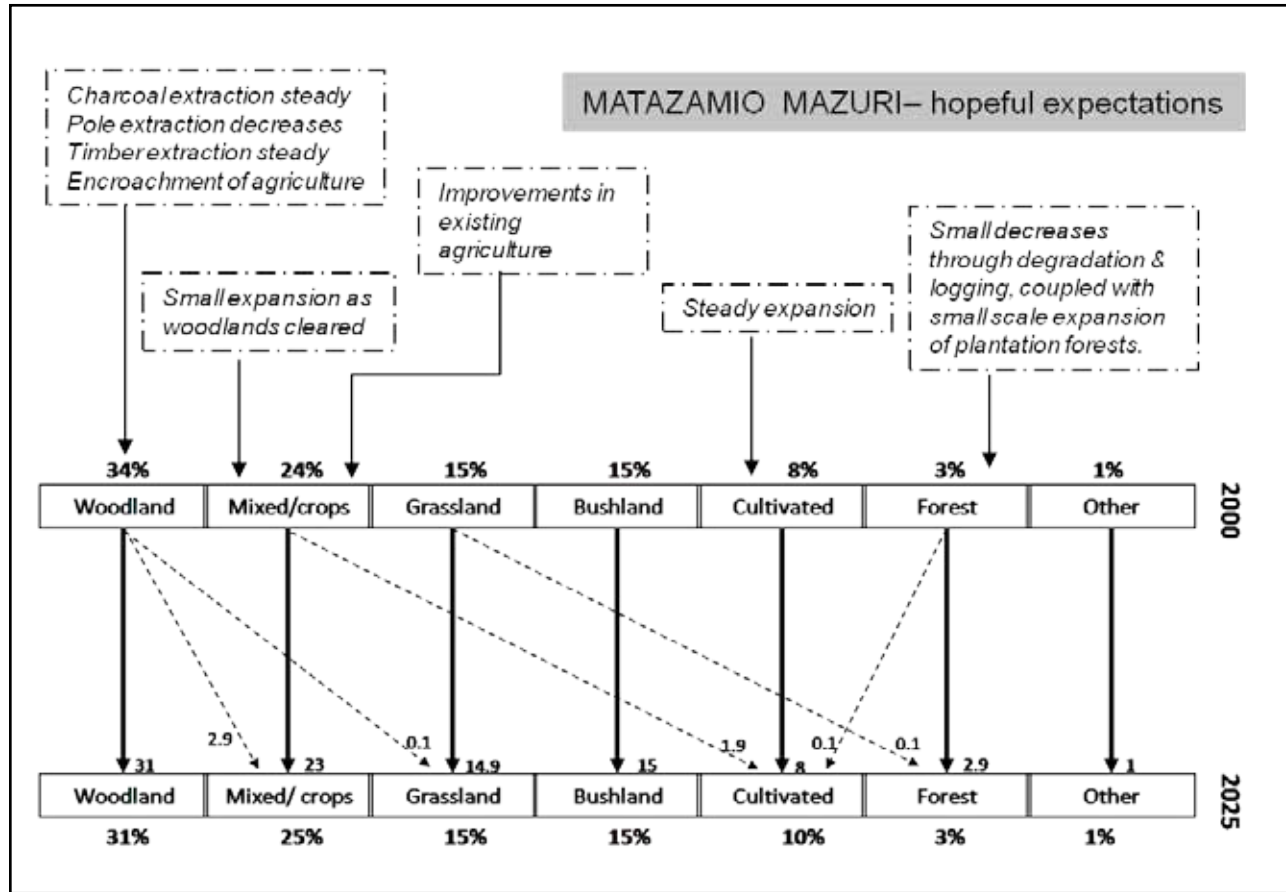 MATAZAMIO MAZURI– hopeful expectations
Charcoal extraction steady
Pole extraction decreases
Timber extraction steady
Encroachment of agriculture
Small expansion as
woodlands cleared
Improvements in
existing
agriculture
Steady expansion
Small decreases
through degradation &
logging, coupled with
small scale expansion
of plantation forests.
34% 24% 15% 15% 8% 3% 1%
Woodland Mixed/crops Grassland Bushland Cultivated Forest Other
2000
2.9 0.1 1.9 0.1 0.1
31 23 14.9 15 8 2.9 1
Woodland Mixed/ crops Grassland Bushland Cultivated Forest Other
2025
31% 25% 15% 15% 10% 3% 1%